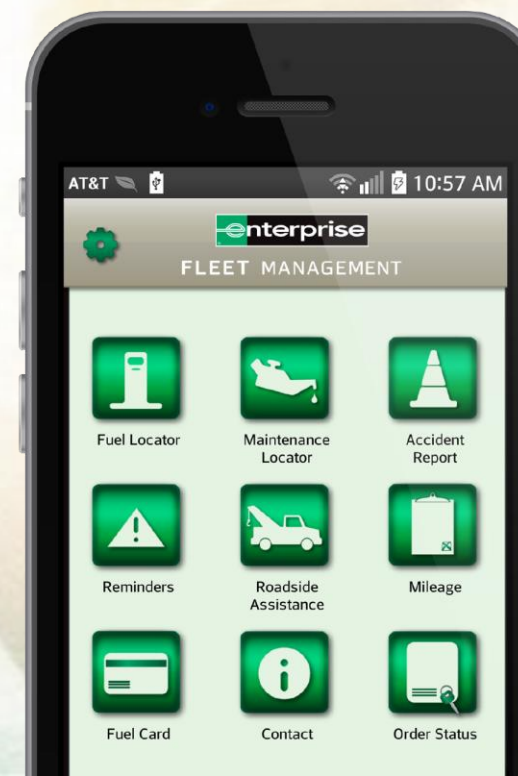 AT&T 10:57 AM
enterprise
FLEET MANAGEMENT
Fuel Locator
Maintenance
Locator
Accident
Report
Reminders
Roadside
Assistance
Mileage
Fuel Card
Contact
Order Status